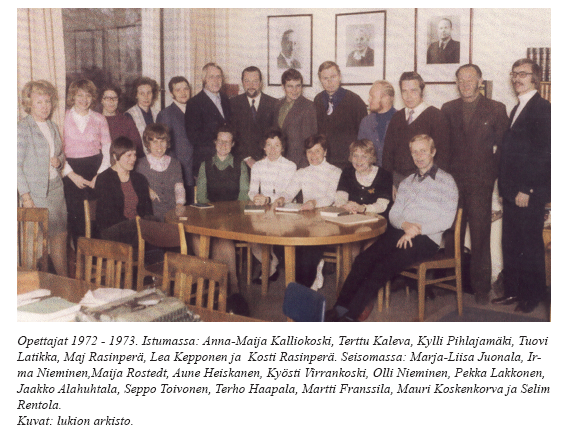 Opettajat 1972 - 1973. Istumassa: Anna-Maija Kalliokoski, Terttu Kaleva, Kylli Pihlajamäki, Tuovi
Latikka, Maj Rasinperä, Lea Kepponen ja Kosti Rasinperä. Seisomassa: Marja-Liisa Juonala, Ir-
ma Nieminen,Maija Rostedt, Aune Heiskanen, Kyösti Virrankoski, Olli Nieminen, Pekka Lakkonen,
Jaakko Alahuhtala, Seppo Toivonen, Terho Haapala, Martti Franssila, Mauri Koskenkorva ja Selim
Rentola.
Kuvat: lukion arkisto.